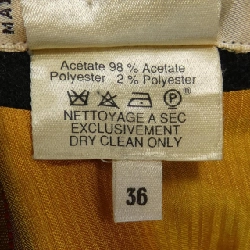 Acetate 98 % Acetate
Polyester 2 % Polyester
P
NETTOYAGE A SEC
EXCLUSIVEMENT
DRY CLEAN ONLY
36